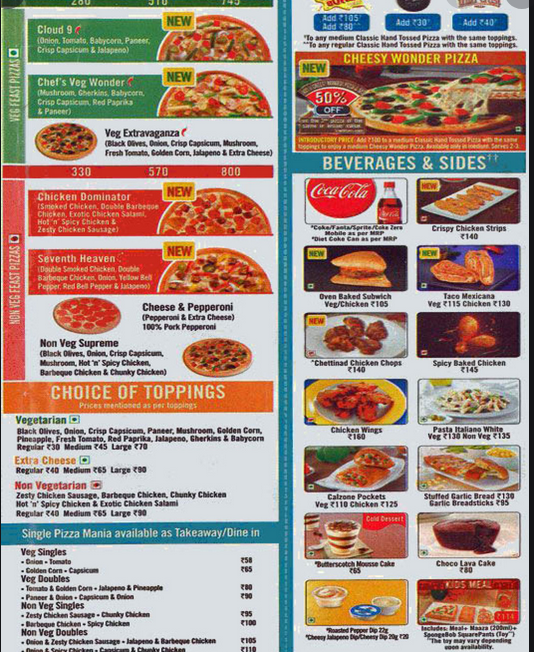 280 510 745
VEG FEAST PIZZAS
Cloud 9
(Onion, Tomato, Babycorn, Paneer,
Crisp Capsicum & Jalapeno)
NEW
Chef's Veg Wonder
(Mushroom, Gherkins, Babycorn,
Crisp Capsicum, Red Paprika
& Paneer)
NEW
Veg Extravaganza
(Black Olives, Onion, Crisp Capsicum, Mushroom,
Fresh Tomato, Golden Corn, Jalapeno & Extra Cheese)
330 570 800
NON VEG FEAST PIZZAS
Chicken Dominator
(Smoked Chicken, Double Barbeque
Chicken, Exotic Chicken Salami,
Hot 'n' Spicy Chicken &
Zesty Chicken Sausage)
NEW
Seventh Heaven
(Double Smoked Chicken, Double
Barbeque Chicken, Onion, Yellow Bell
Pepper, Red Bell Pepper & Jalapeno)
NEW
Cheese & Pepperoni
(Pepperoni & Extra Cheese)
100% Pork Pepperoni
Non Veg Supreme
(Black Olives, Onion, Crisp Capsicum,
Mushroom, Hot 'n' Spicy Chicken,
Barbeque Chicken & Chunky Chicken)
CHOICE OF TOPPINGS
Prices mentioned as per toppings
Vegetarian
Black Olives, Onion, Crisp Capsicum, Paneer, Mushroom, Golden Corn,
Pineapple, Fresh Tomato, Red Paprika, Jalapeno, Gherkins & Babycorn
Regular ₹30 Medium ₹45 Large ₹70
Extra Cheese
Regular ₹40 Medium ₹65 Large ₹90
Non Vegetarian
Zesty Chicken Sausage, Barbeque Chicken, Chunky Chicken
Hot 'n' Spicy Chicken & Exotic Chicken Salami
Regular ₹40 Medium ₹65 Large ₹90
Single Pizza Mania available as Takeaway/Dine in
Veg Singles
• Onion • Tomato ₹58
• Golden Corn • Capsicum ₹65
Veg Doubles
• Tomato & Golden Corn • Jalapeno & Pineapple ₹80
• Paneer & Onion • Capsicum & Onion ₹90
Non Veg Singles
• Zesty Chicken Sausage • Chunky Chicken ₹95
• Barbeque Chicken • Spicy Chicken ₹100
Non Veg Doubles
• Onion & Zesty Chicken Sausage • Jalapeno & Barbeque Chicken ₹105
• Onion & Spicy Chicken • Capsicum & Chunky Chicken ₹110
Add ₹105*
Add ₹80**
Add ₹30*
Add ₹40*
*To any medium Classic Hand Tossed Pizza with the same toppings.
**To any regular Classic Hand Tossed Pizza with the same toppings.
CHEESY WONDER PIZZA
NEW
50%
OFF
INTRODUCTORY PRICE: Add ₹100 to a medium Classic Hand Tossed Pizza with the same
toppings to enjoy a medium Cheesy Wonder Pizza. Available only in medium. Serves 2-3.
BEVERAGES & SIDES††
Coca-Cola
*Coke/Fanta/Sprite/Coke Zero
Mobile as per MRP
*Diet Coke Can as per MRP
NEW
Crispy Chicken Strips
₹140
NEW
Oven Baked Subwich
Veg/Chicken ₹105
NEW
Taco Mexicana
Veg ₹115 Chicken ₹130
NEW
*Chettinad Chicken Chops
₹140
Spicy Baked Chicken
₹145
Chicken Wings
₹160
Pasta Italiano White
Veg ₹130 Non Veg ₹135
Calzone Pockets
Veg ₹110 Chicken ₹125
Stuffed Garlic Bread ₹130
Garlic Breadsticks ₹95
Cold Dessert
*Butterscotch Mousse Cake
₹65
Choco Lava Cake
₹80
*Roasted Pepper Dip 22g
*Cheesy Jalapeno Dip/Cheesy Dip 20g ₹20
KIDS MEAL
₹114
Includes: Meal+ Maaza (200ml)+
SpongeBob SquarePants (Toy™)
™The toy may vary depending
upon availability.